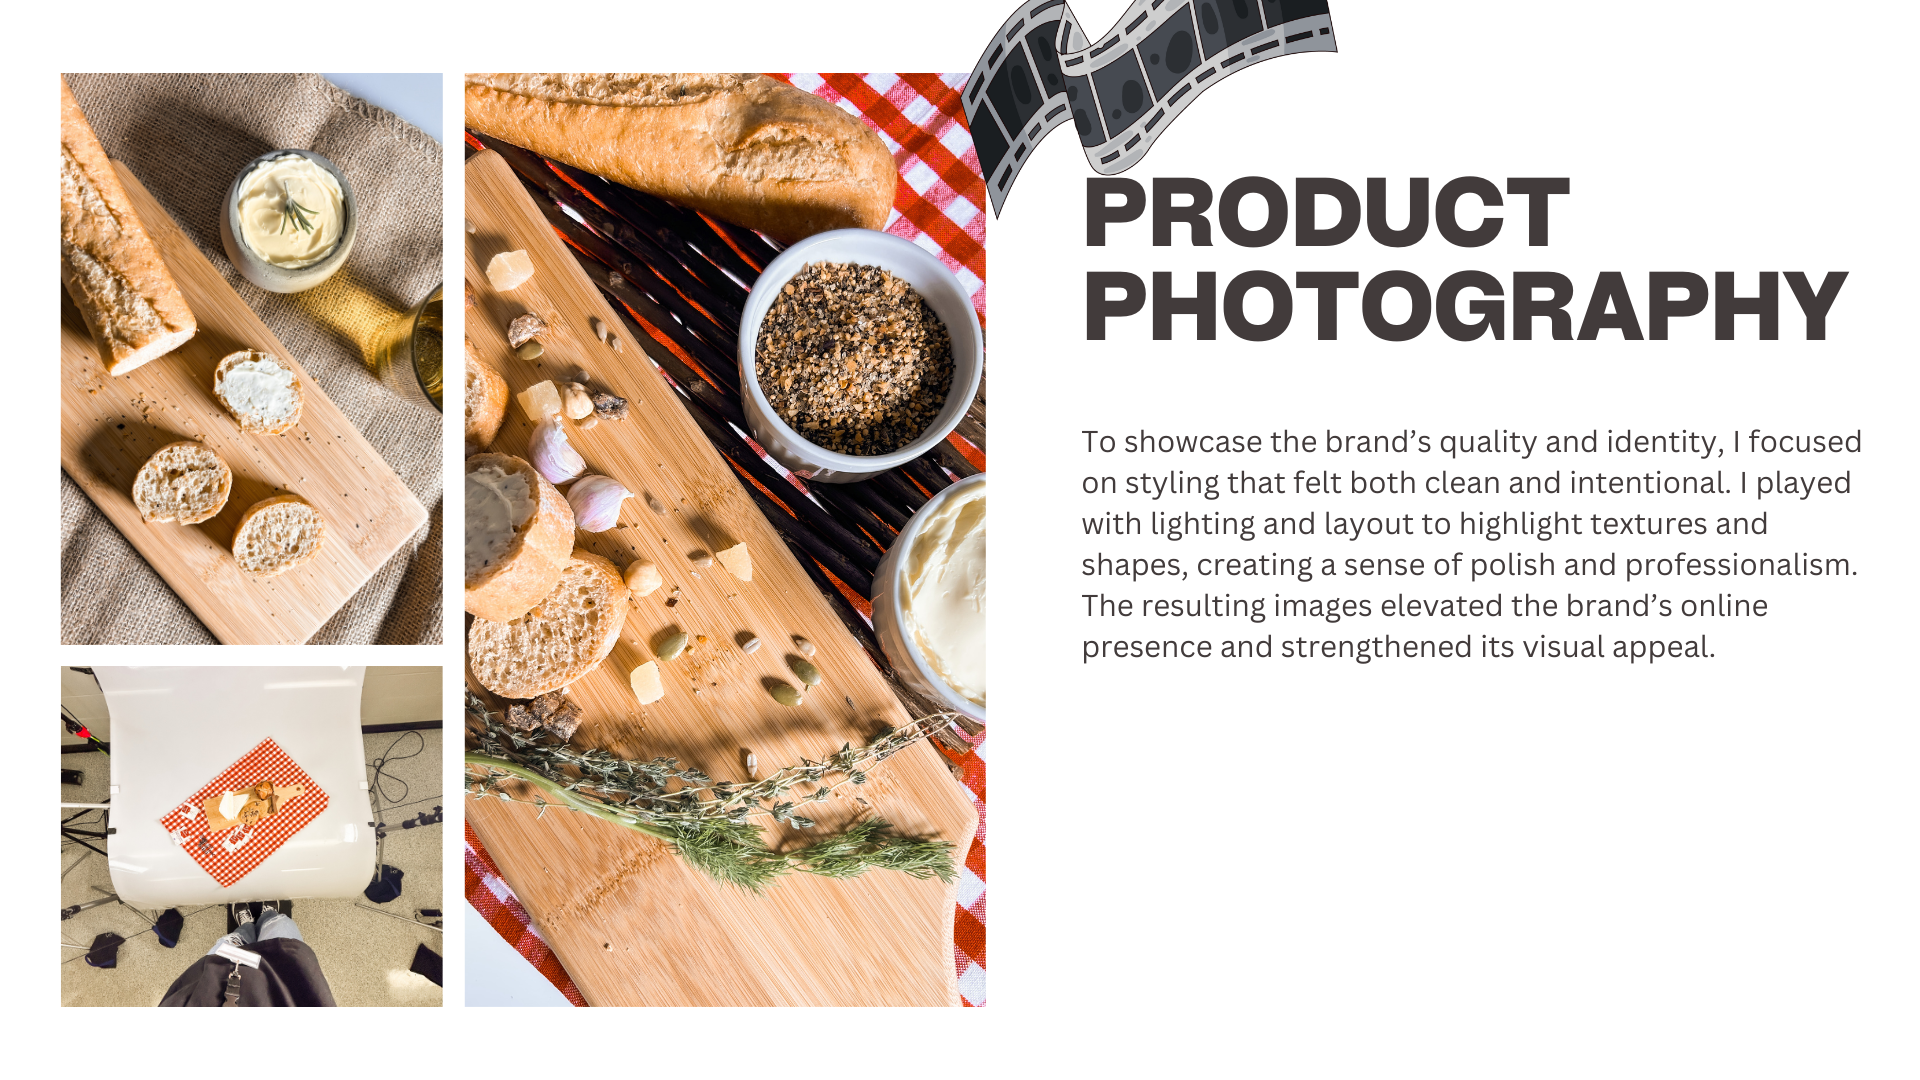 PRODUCT
PHOTOGRAPHY
To showcase the brand’s quality and identity, I focused
on styling that felt both clean and intentional. I played
with lighting and layout to highlight textures and
shapes, creating a sense of polish and professionalism.
The resulting images elevated the brand’s online
presence and strengthened its visual appeal.